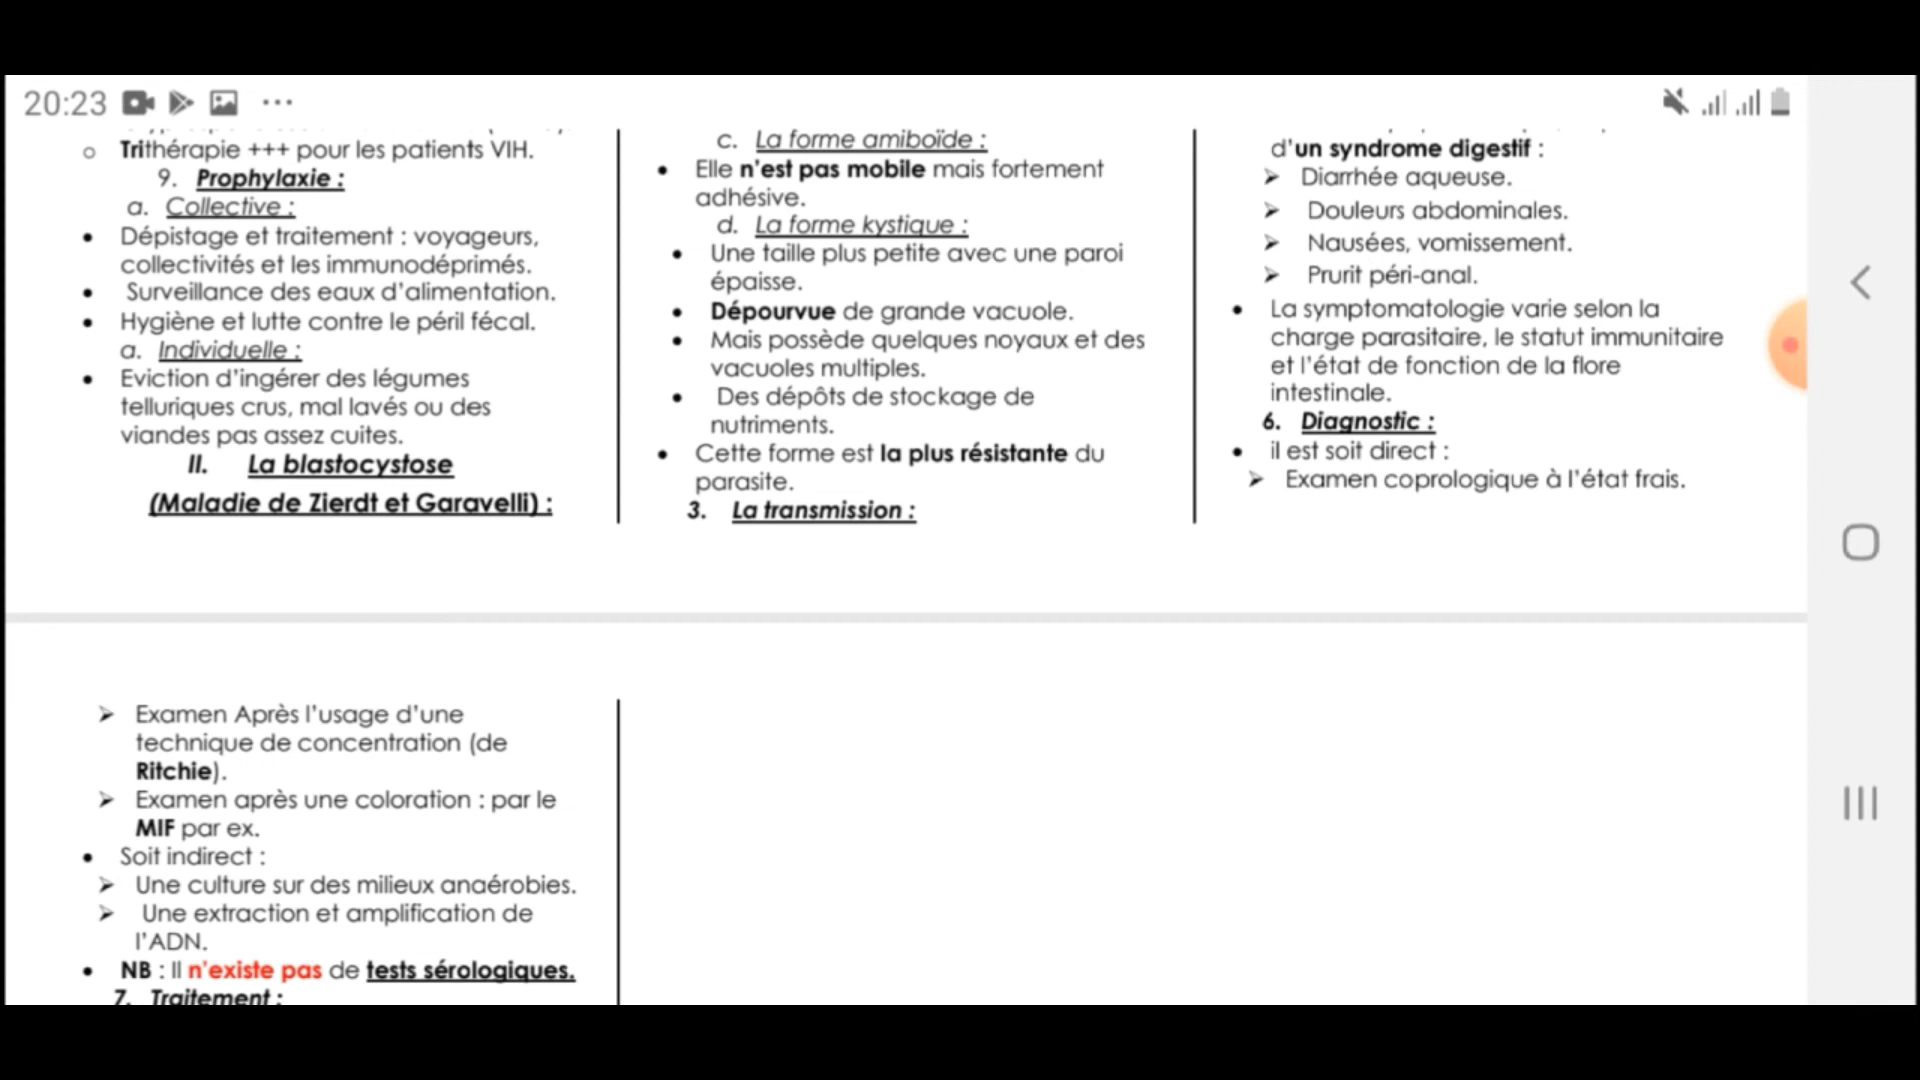 20:23
Trithérapie +++ pour les patients VIH.
9. Prophylaxie :
a. Collective :
Dépistage et traitement : voyageurs,
collectivités et les immunodéprimés.
Surveillance des eaux d'alimentation.
Hygiène et lutte contre le péril fécal.
a. Individuelle :
Eviction d'ingérer des légumes
telluriques crus, mal lavés ou des
viandes pas assez cuites.
II. La blastocystose
(Maladie de Zierdt et Garavelli) :
c. La forme amiboïde :
Elle n'est pas mobile mais fortement
adhésive.
d. La forme kystique :
Une taille plus petite avec une paroi
épaisse.
Dépourvue de grande vacuole.
Mais possède quelques noyaux et des
vacuoles multiples.
Des dépôts de stockage de
nutriments.
Cette forme est la plus résistante du
parasite.
3. La transmission :
d'un syndrome digestif :
Diarrhée aqueuse.
Douleurs abdominales.
Nausées, vomissement.
Prurit péri-anal.
La symptomatologie varie selon la
charge parasitaire, le statut immunitaire
et l'état de fonction de la flore
intestinale.
6. Diagnostic :
il est soit direct :
Examen coprologique à l'état frais.
Examen Après l'usage d'une
technique de concentration (de
Ritchie).
Examen après une coloration : par le
MIF par ex.
Soit indirect :
Une culture sur des milieux anaérobies.
Une extraction et amplification de
l'ADN.
NB : Il n'existe pas de tests sérologiques.
7. Traitement :